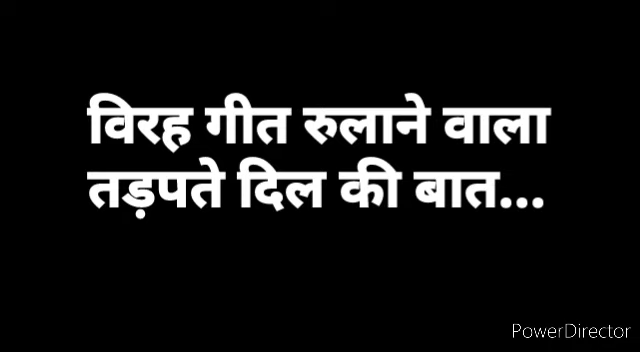 विरह गीत रुलाने वाला
तड़पते दिल की बात...
PowerDirector